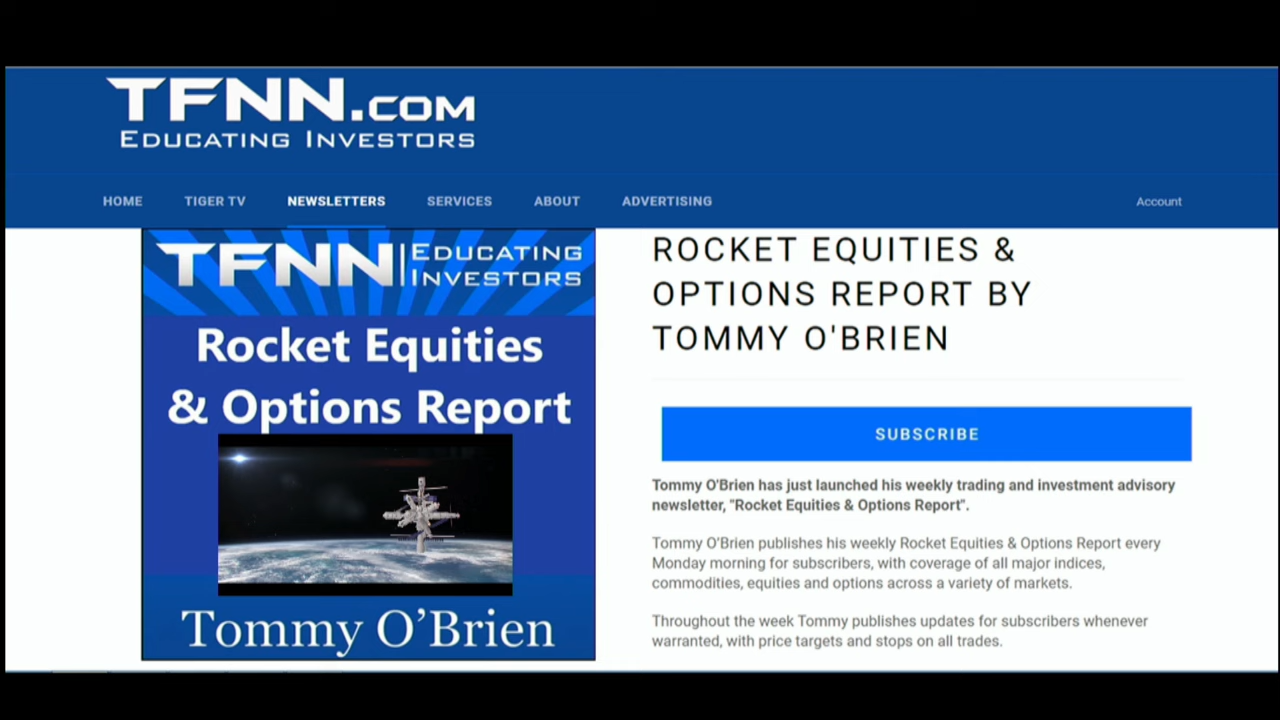 TFNN.COM
EDUCATING INVESTORS
HOME TIGER TV NEWSLETTERS SERVICES ABOUT ADVERTISING Account
TFNN EDUCATING
INVESTORS
Rocket Equities
& Options Report
Tommy O’Brien
ROCKET EQUITIES &
OPTIONS REPORT BY
TOMMY O'BRIEN
SUBSCRIBE
Tommy O'Brien has just launched his weekly trading and investment advisory
newsletter, "Rocket Equities & Options Report".
Tommy O’Brien publishes his weekly Rocket Equities & Options Report every
Monday morning for subscribers, with coverage of all major indices,
commodities, equities and options across a variety of markets.
Throughout the week Tommy publishes updates for subscribers whenever
warranted, with price targets and stops on all trades.